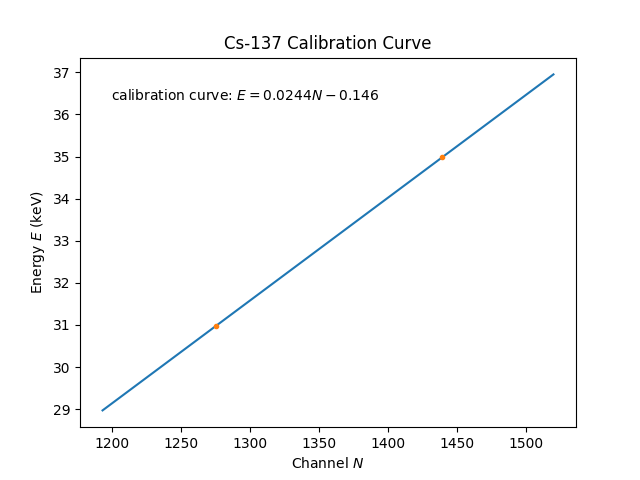 Cs-137 Calibration Curve
calibration curve: E = 0.0244N − 0.146
37
36
35
34
33
32
31
30
29
Energy E (keV)
1200 1250 1300 1350 1400 1450 1500
Channel N